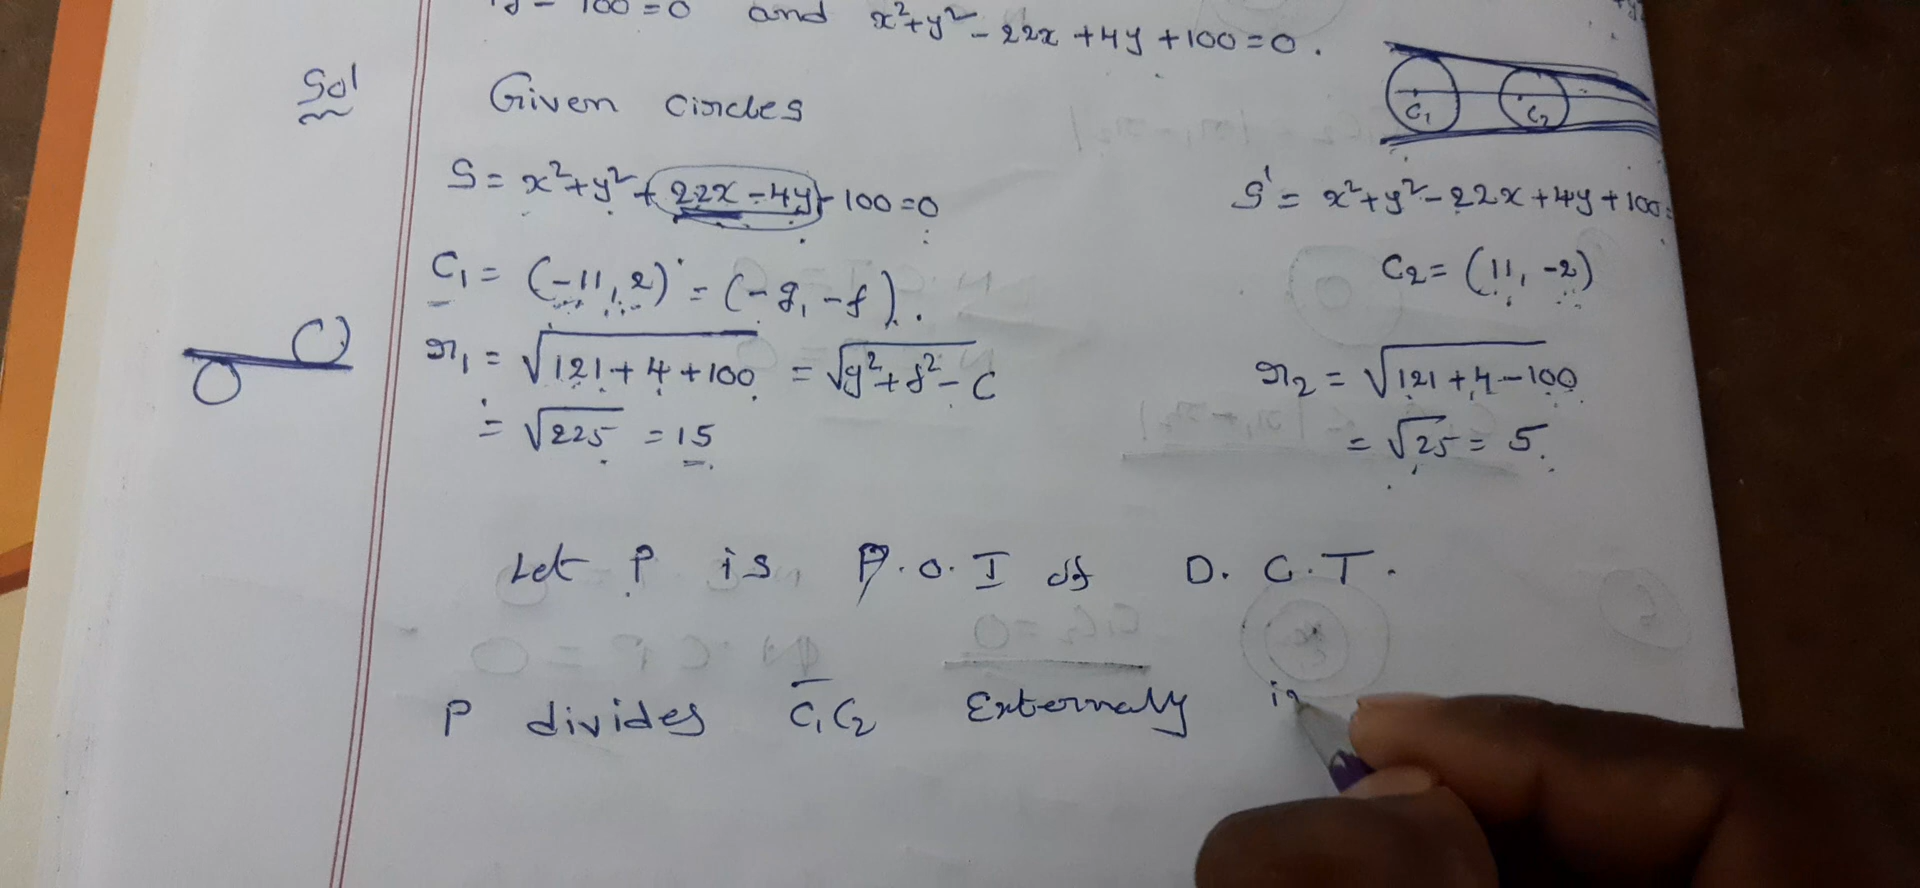 y - 100 = 0 and x²+y² - 22x + 4y + 100 = 0.
Sol
Given circles
C₁ C₂
S = x²+y² + 22x - 4y - 100 = 0
S' = x²+y² - 22x + 4y + 100 =
C₁ = (-11, 2) = (-g, -f).
C₂ = (11, -2)
r₁ = √121 + 4 + 100 = √g² + f² - c
r₂ = √121 + 4 - 100
= √225 = 15
= √25 = 5.
Let P is P.O.I of D.C.T.
P divides C₁C₂ Externally in